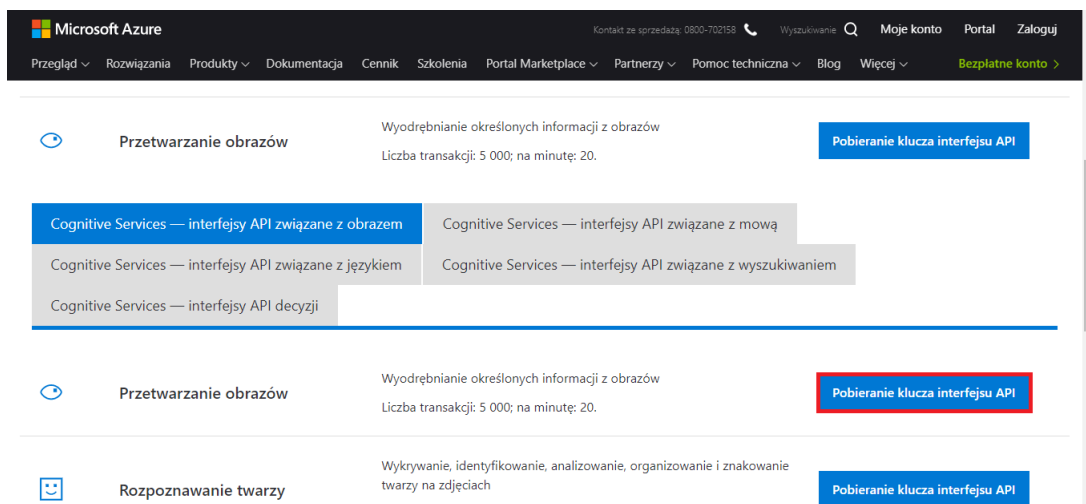 Microsoft Azure
Kontakt ze sprzedażą: 0800-702158
Wyszukiwanie
Moje konto
Portal
Zaloguj
Przegląd
Rozwiązania
Produkty
Dokumentacja
Cennik
Szkolenia
Portal Marketplace
Partnerzy
Pomoc techniczna
Blog
Więcej
Bezpłatne konto >
Przetwarzanie obrazów
Wyodrębnianie określonych informacji z obrazów
Liczba transakcji: 5 000; na minutę: 20.
Pobieranie klucza interfejsu API
Cognitive Services — interfejsy API związane z obrazem
Cognitive Services — interfejsy API związane z mową
Cognitive Services — interfejsy API związane z językiem
Cognitive Services — interfejsy API związane z wyszukiwaniem
Cognitive Services — interfejsy API decyzji
Przetwarzanie obrazów
Wyodrębnianie określonych informacji z obrazów
Liczba transakcji: 5 000; na minutę: 20.
Pobieranie klucza interfejsu API
Rozpoznawanie twarzy
Wykrywanie, identyfikowanie, analizowanie, organizowanie i znakowanie
twarzy na zdjęciach
Pobieranie klucza interfejsu API